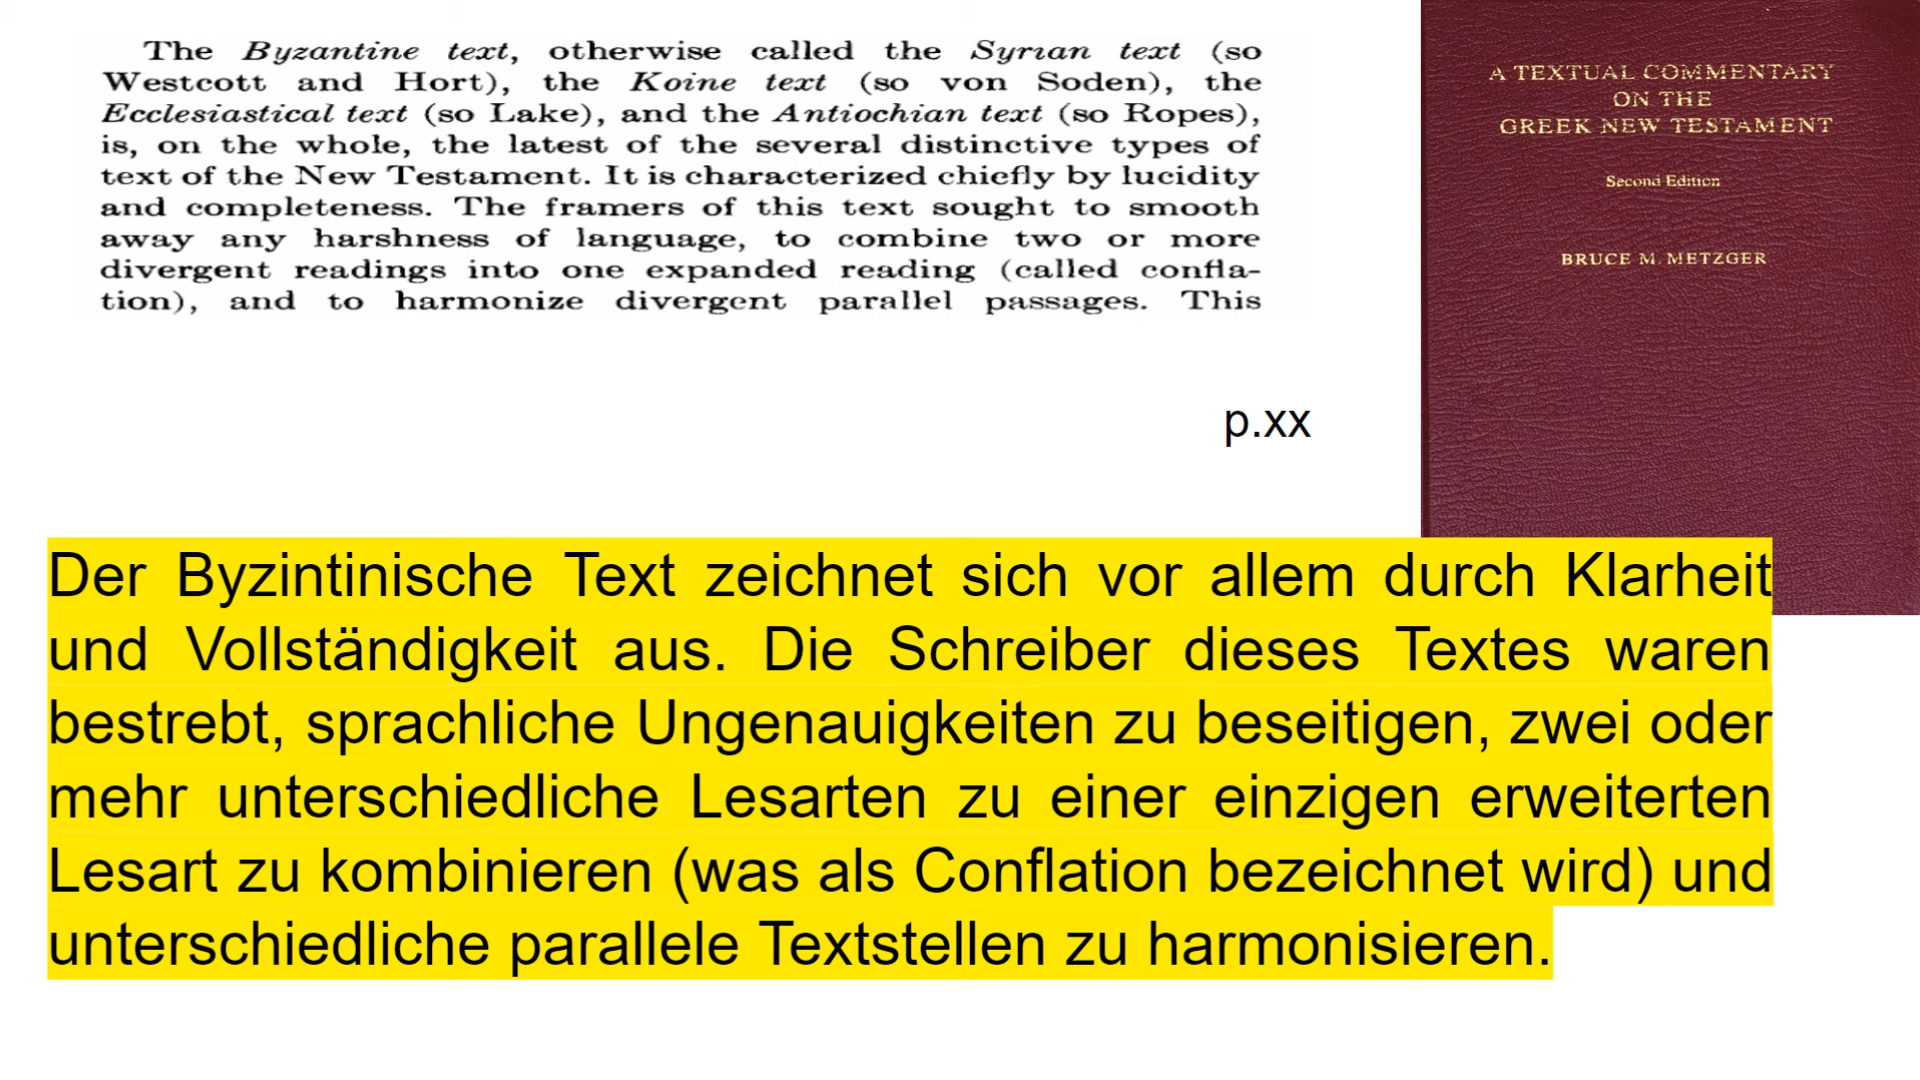 The Byzantine text, otherwise called the Syrian text (so
Westcott and Hort), the Koine text (so von Soden), the
Ecclesiastical text (so Lake), and the Antiochian text (so Ropes),
is, on the whole, the latest of the several distinctive types of
text of the New Testament. It is characterized chiefly by lucidity
and completeness. The framers of this text sought to smooth
away any harshness of language, to combine two or more
divergent readings into one expanded reading (called confla-
tion), and to harmonize divergent parallel passages. This
p.xx
A TEXTUAL COMMENTARY
ON THE
GREEK NEW TESTAMENT
Second Edition
BRUCE M. METZGER
Der Byzintinische Text zeichnet sich vor allem durch Klarheit
und Vollständigkeit aus. Die Schreiber dieses Textes waren
bestrebt, sprachliche Ungenauigkeiten zu beseitigen, zwei oder
mehr unterschiedliche Lesarten zu einer einzigen erweiterten
Lesart zu kombinieren (was als Conflation bezeichnet wird) und
unterschiedliche parallele Textstellen zu harmonisieren.